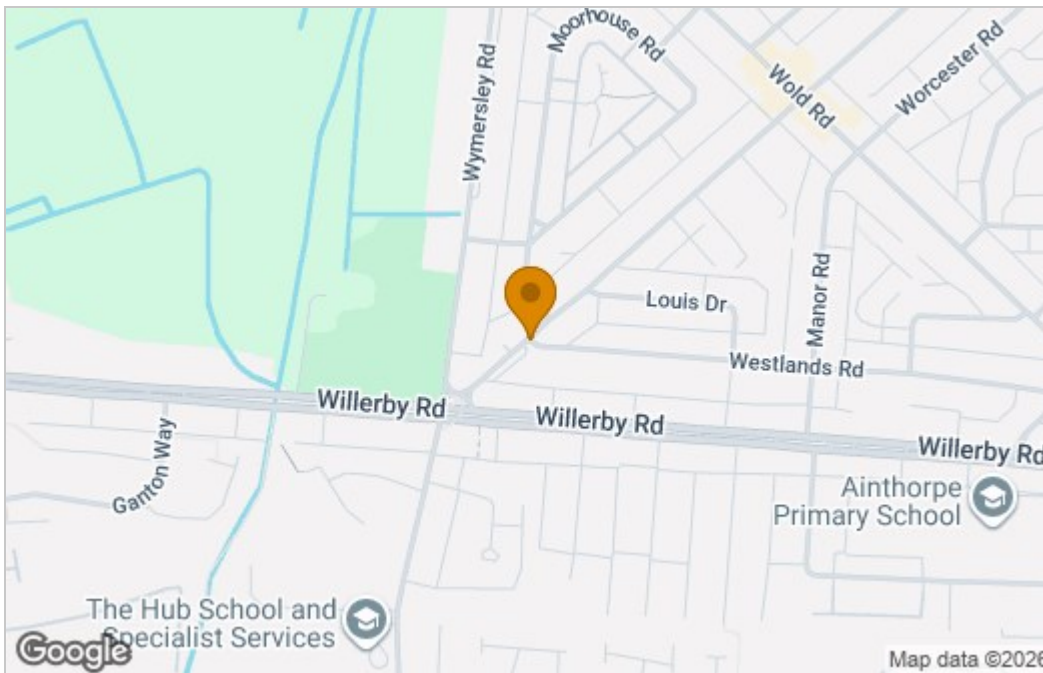 Moorhouse Rd
Wymersley Rd
Wold Rd
Worcester Rd
Louis Dr
Manor Rd
Westlands Rd
Willerby Rd
Willerby Rd
Willerby Rd
Ganton Way
Ainthorpe
Primary School
The Hub School and
Specialist Services
Google
Map data ©2026